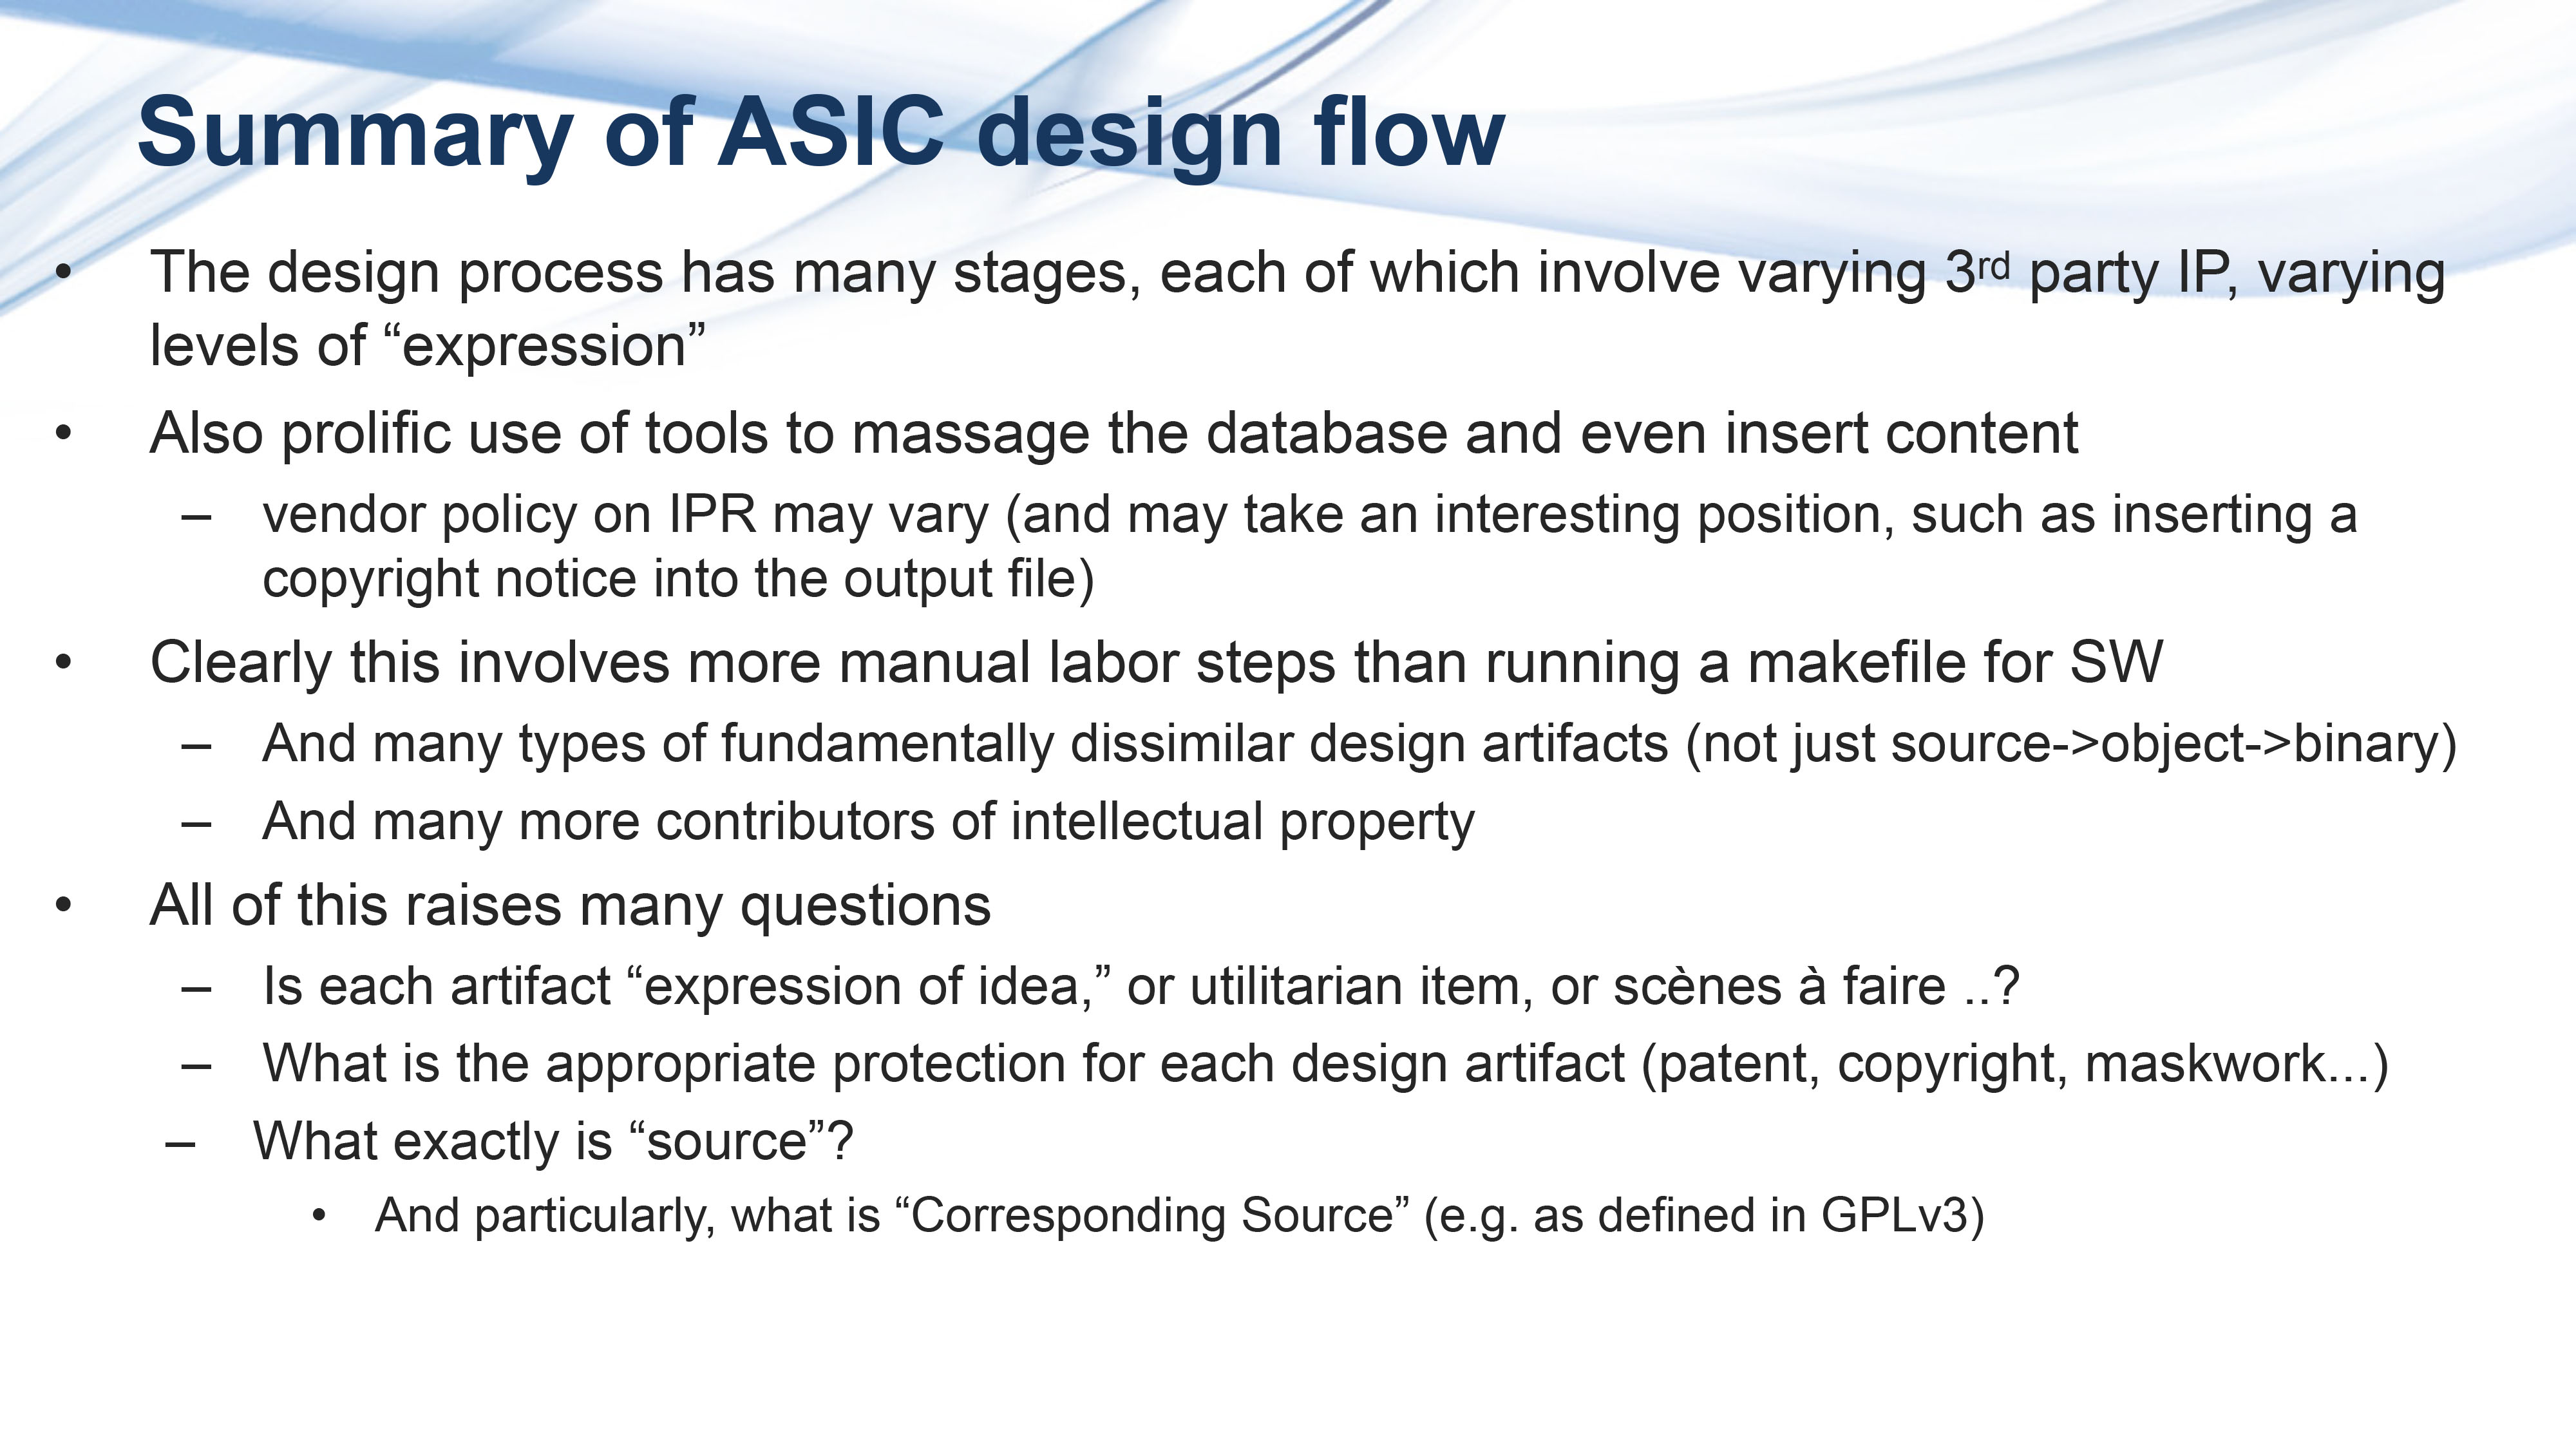 Summary of ASIC design flow
• The design process has many stages, each of which involve varying 3rd party IP, varying
levels of “expression”
• Also prolific use of tools to massage the database and even insert content
– vendor policy on IPR may vary (and may take an interesting position, such as inserting a
copyright notice into the output file)
• Clearly this involves more manual labor steps than running a makefile for SW
– And many types of fundamentally dissimilar design artifacts (not just source->object->binary)
– And many more contributors of intellectual property
• All of this raises many questions
– Is each artifact “expression of idea,” or utilitarian item, or scènes à faire ..?
– What is the appropriate protection for each design artifact (patent, copyright, maskwork...)
– What exactly is “source”?
• And particularly, what is “Corresponding Source” (e.g. as defined in GPLv3)